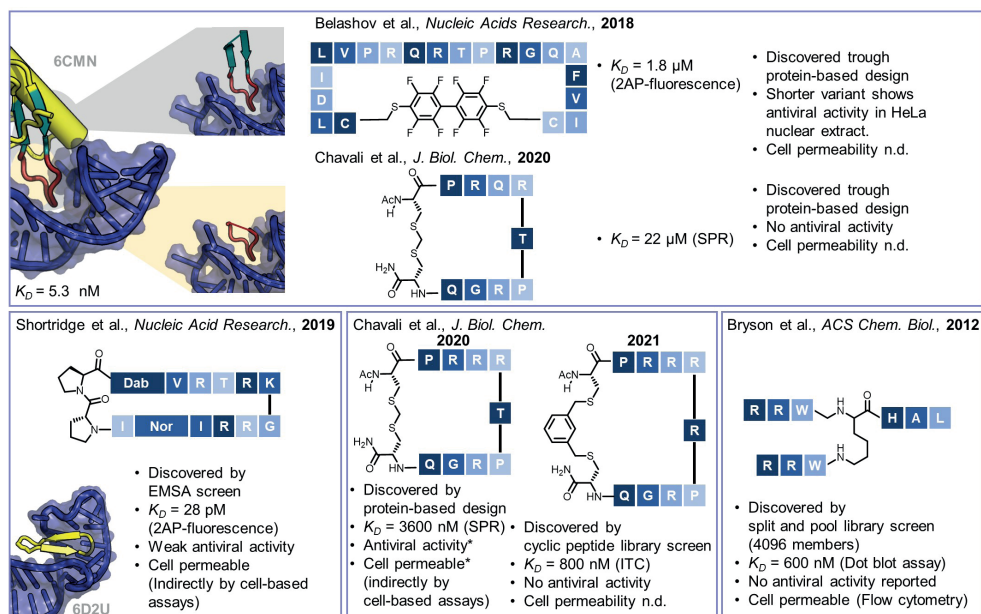 Belashov et al., Nucleic Acids Research., 2018
6CMN
L V P R Q R T P R G Q A
I F
D V
L C S F F F F F F F F S C I
• KD = 1.8 µM
(2AP-fluorescence)
• Discovered trough
protein-based design
• Shorter variant shows
antiviral activity in HeLa
nuclear extract.
• Cell permeability n.d.
Chavali et al., J. Biol. Chem., 2020
O P R Q R
AcN
H
S
S
T
H2N
O HN Q G R P
• KD = 22 µM (SPR)
• Discovered trough
protein-based design
• No antiviral activity
• Cell permeability n.d.
KD = 5.3 nM
Shortridge et al., Nucleic Acid Research., 2019
O Dab V R T R K
N
O
N I Nor I R R G
• Discovered by
EMSA screen
• KD = 28 pM
(2AP-fluorescence)
• Weak antiviral activity
• Cell permeable
(Indirectly by cell-based
assays)
6D2U
Chavali et al., J. Biol. Chem.
2020
O P R R R
AcN
H
S
S
T
H2N
O HN Q G R P
• Discovered by
protein-based design
• KD = 3600 nM (SPR)
• Antiviral activity*
• Cell permeable*
(indirectly by
cell-based assays)
2021
O P R R R
AcN
H
S
R
S
H2N
O HN Q G R P
• Discovered by
cyclic peptide library screen
• KD = 800 nM (ITC)
• No antiviral activity
• Cell permeability n.d.
Bryson et al., ACS Chem. Biol., 2012
R R W H N O H A L
R R W H N
• Discovered by
split and pool library screen
(4096 members)
• KD = 600 nM (Dot blot assay)
• No antiviral activity reported
• Cell permeable (Flow cytometry)